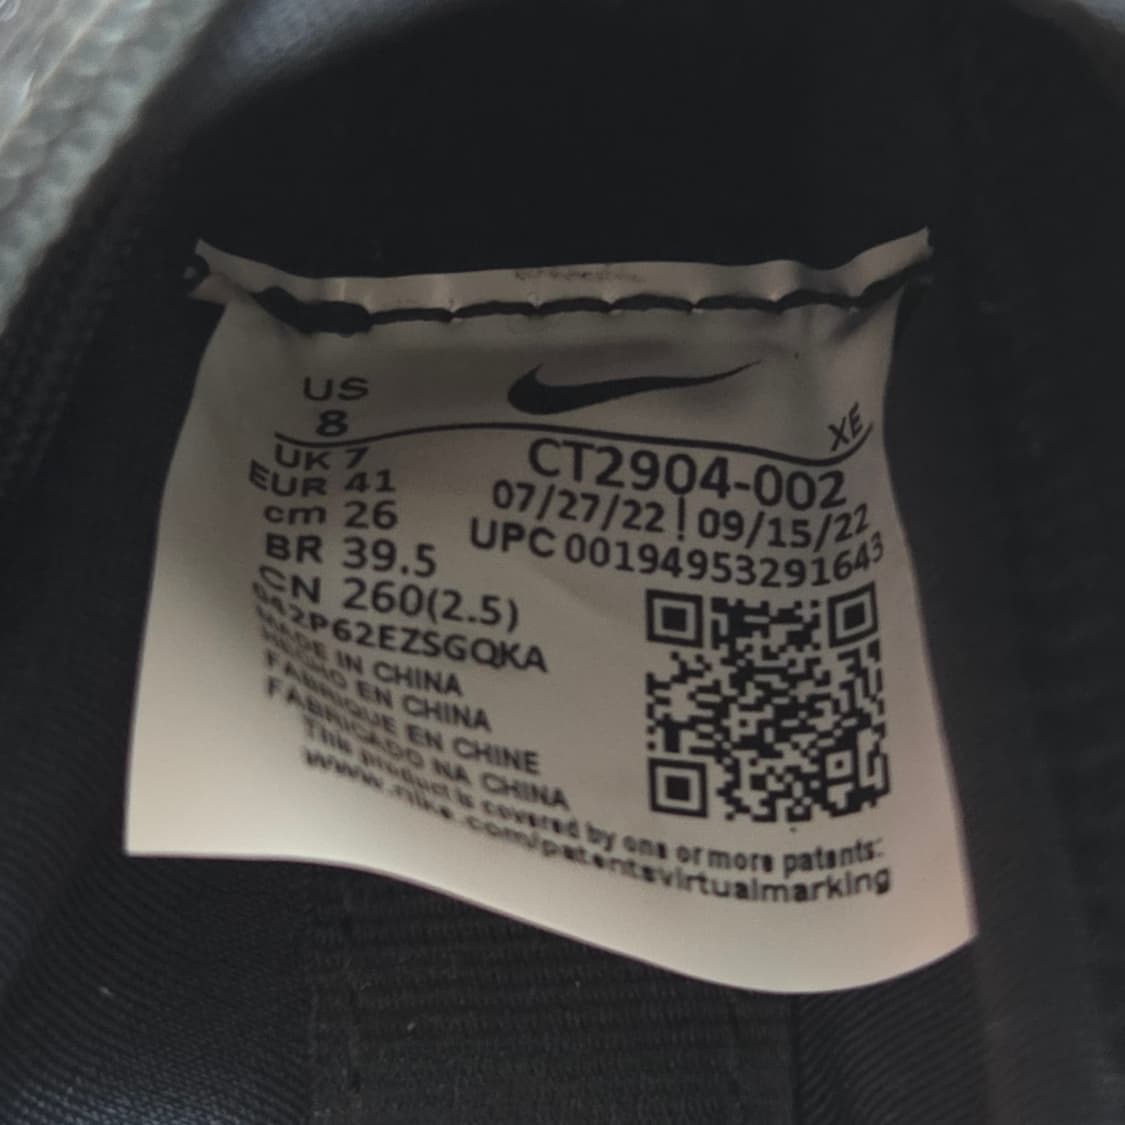 US
8
XE
UK 7
EUR 41
cm 26
BR 39.5
CN 260(2.5)
CT2904-002
07/27/22 | 09/15/22
UPC 00194953291643
MADE IN CHINA
EN CHINA
FABRIQUE EN CHINE
FABRICADO NA CHINA
This product is covered by one or more patents:
www.nike.com/patentsvirtualmarking